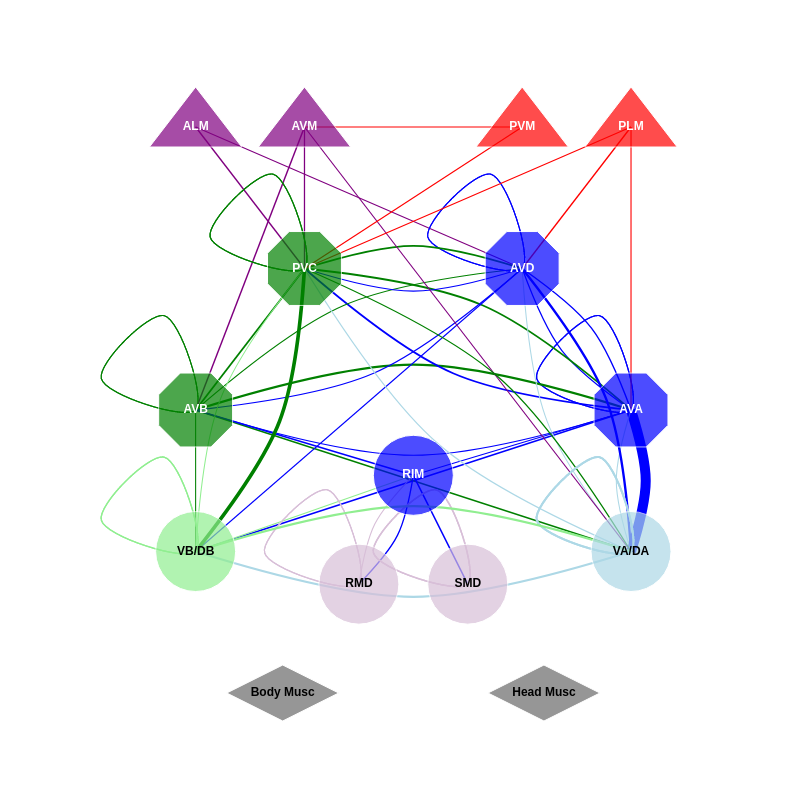 ALM
AVM
PVM
PLM
PVC
AVD
AVB
AVA
RIM
VB/DB
VA/DA
RMD
SMD
Body Musc
Head Musc